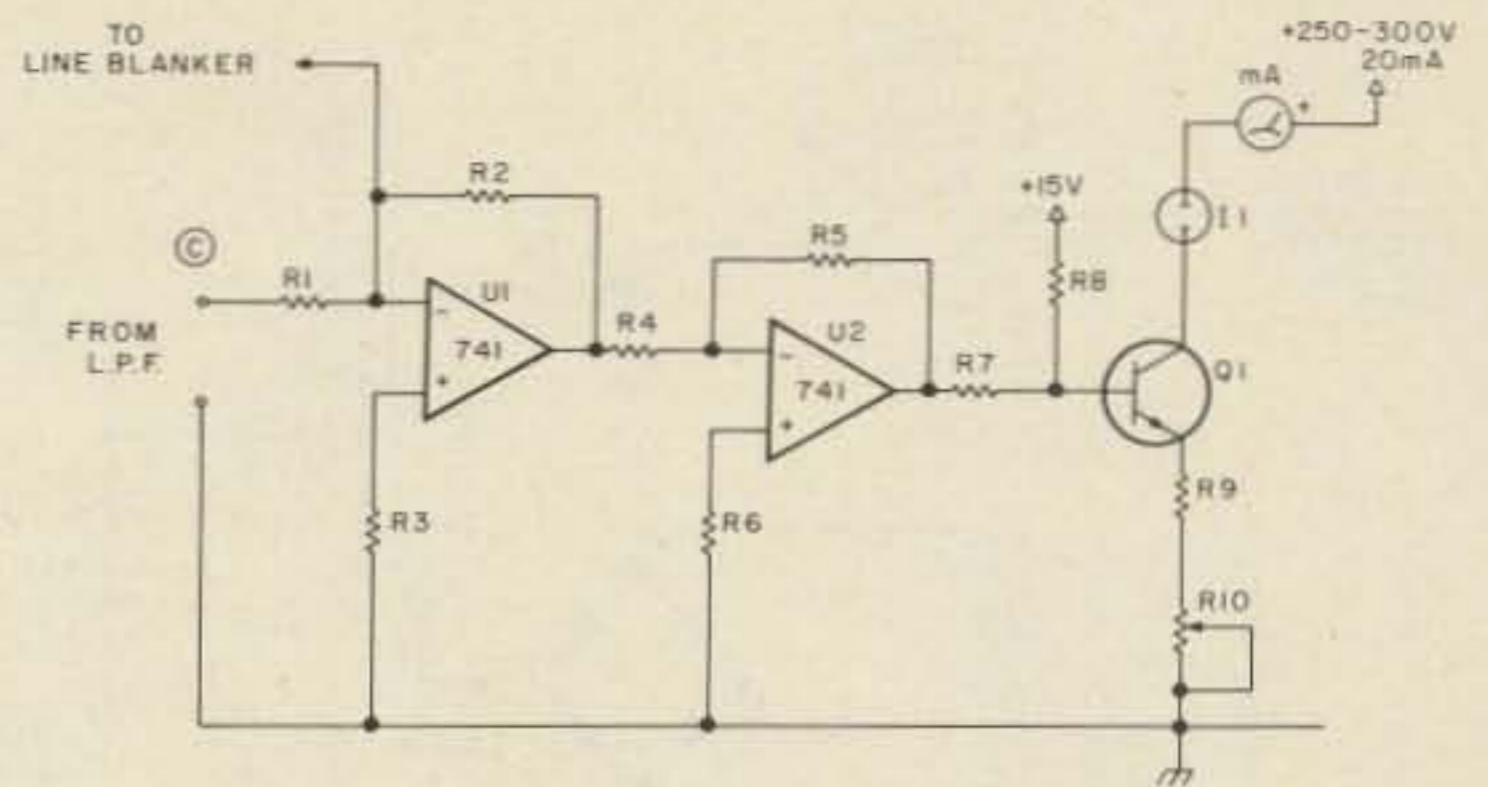 TO
LINE BLANKER
+250-300V
20mA
mA
+
R2
+15V
I1
C
R5
R8
R1
U1
-
R4
U2
FROM
L.P.F.
741
-
R7
Q1
+
741
+
R9
R3
R6
R10